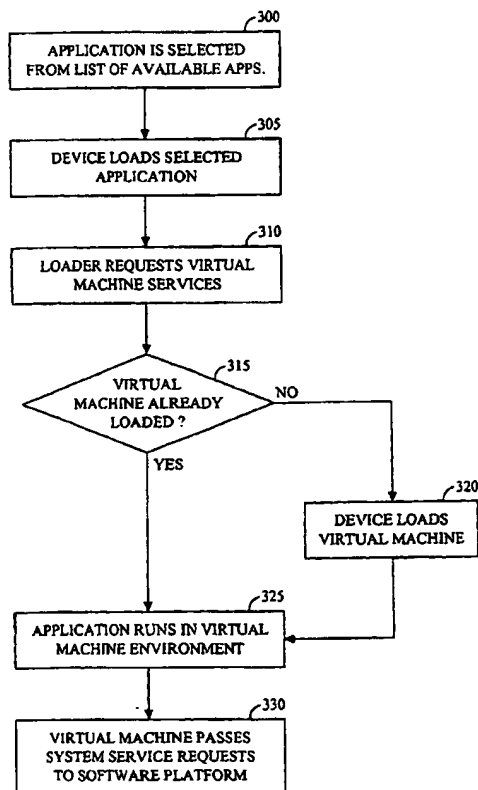 300
APPLICATION IS SELECTED
FROM LIST OF AVAILABLE APPS.
305
DEVICE LOADS SELECTED
APPLICATION
310
LOADER REQUESTS VIRTUAL
MACHINE SERVICES
315
VIRTUAL
MACHINE ALREADY
LOADED ?
NO
YES
320
DEVICE LOADS
VIRTUAL MACHINE
325
APPLICATION RUNS IN VIRTUAL
MACHINE ENVIRONMENT
330
VIRTUAL MACHINE PASSES
SYSTEM SERVICE REQUESTS
TO SOFTWARE PLATFORM